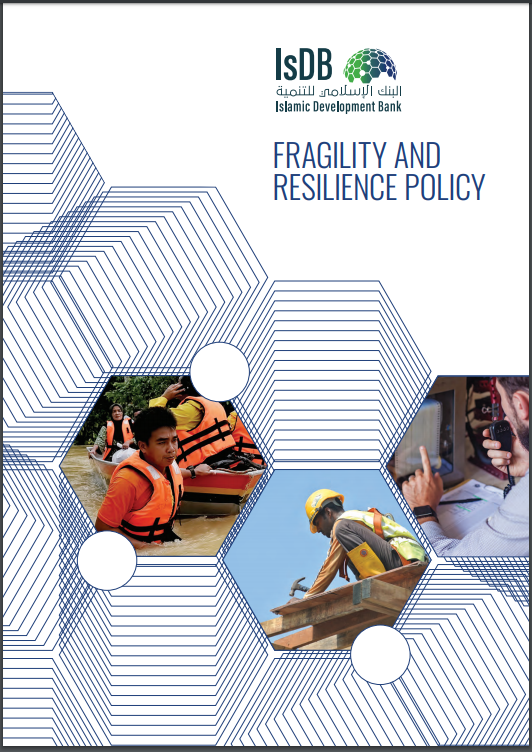 IsDB
البنك الإسلامي للتنمية
Islamic Development Bank
FRAGILITY AND
RESILIENCE POLICY